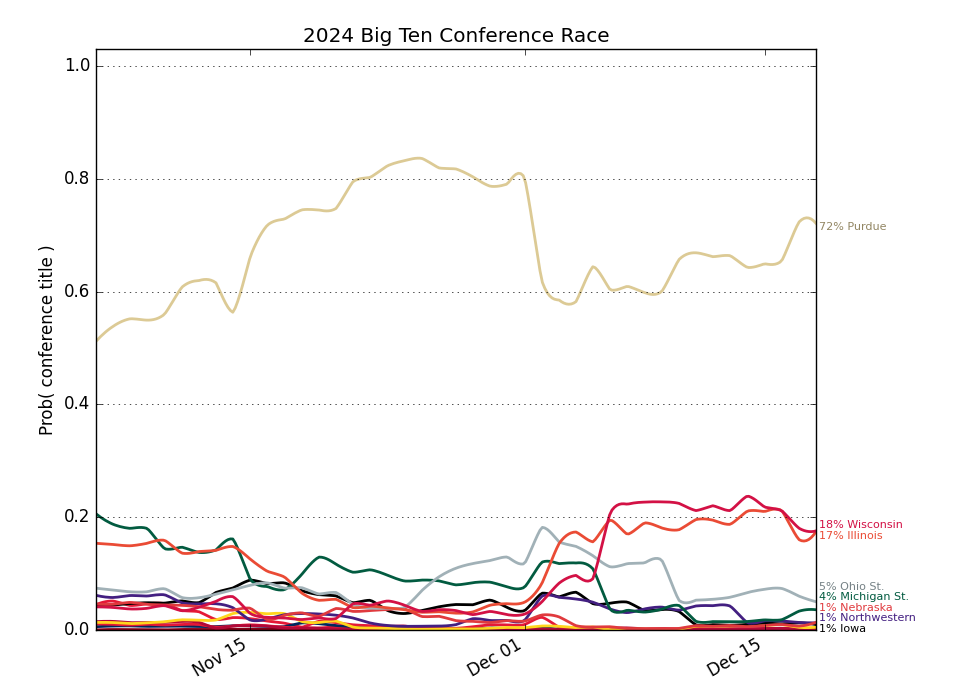 2024 Big Ten Conference Race
Prob( conference title )
1.0
0.8
0.6
0.4
0.2
0.0
Nov 15
Dec 01
Dec 15
72% Purdue
18% Wisconsin
17% Illinois
5% Ohio St.
4% Michigan St.
1% Nebraska
1% Northwestern
1% Iowa